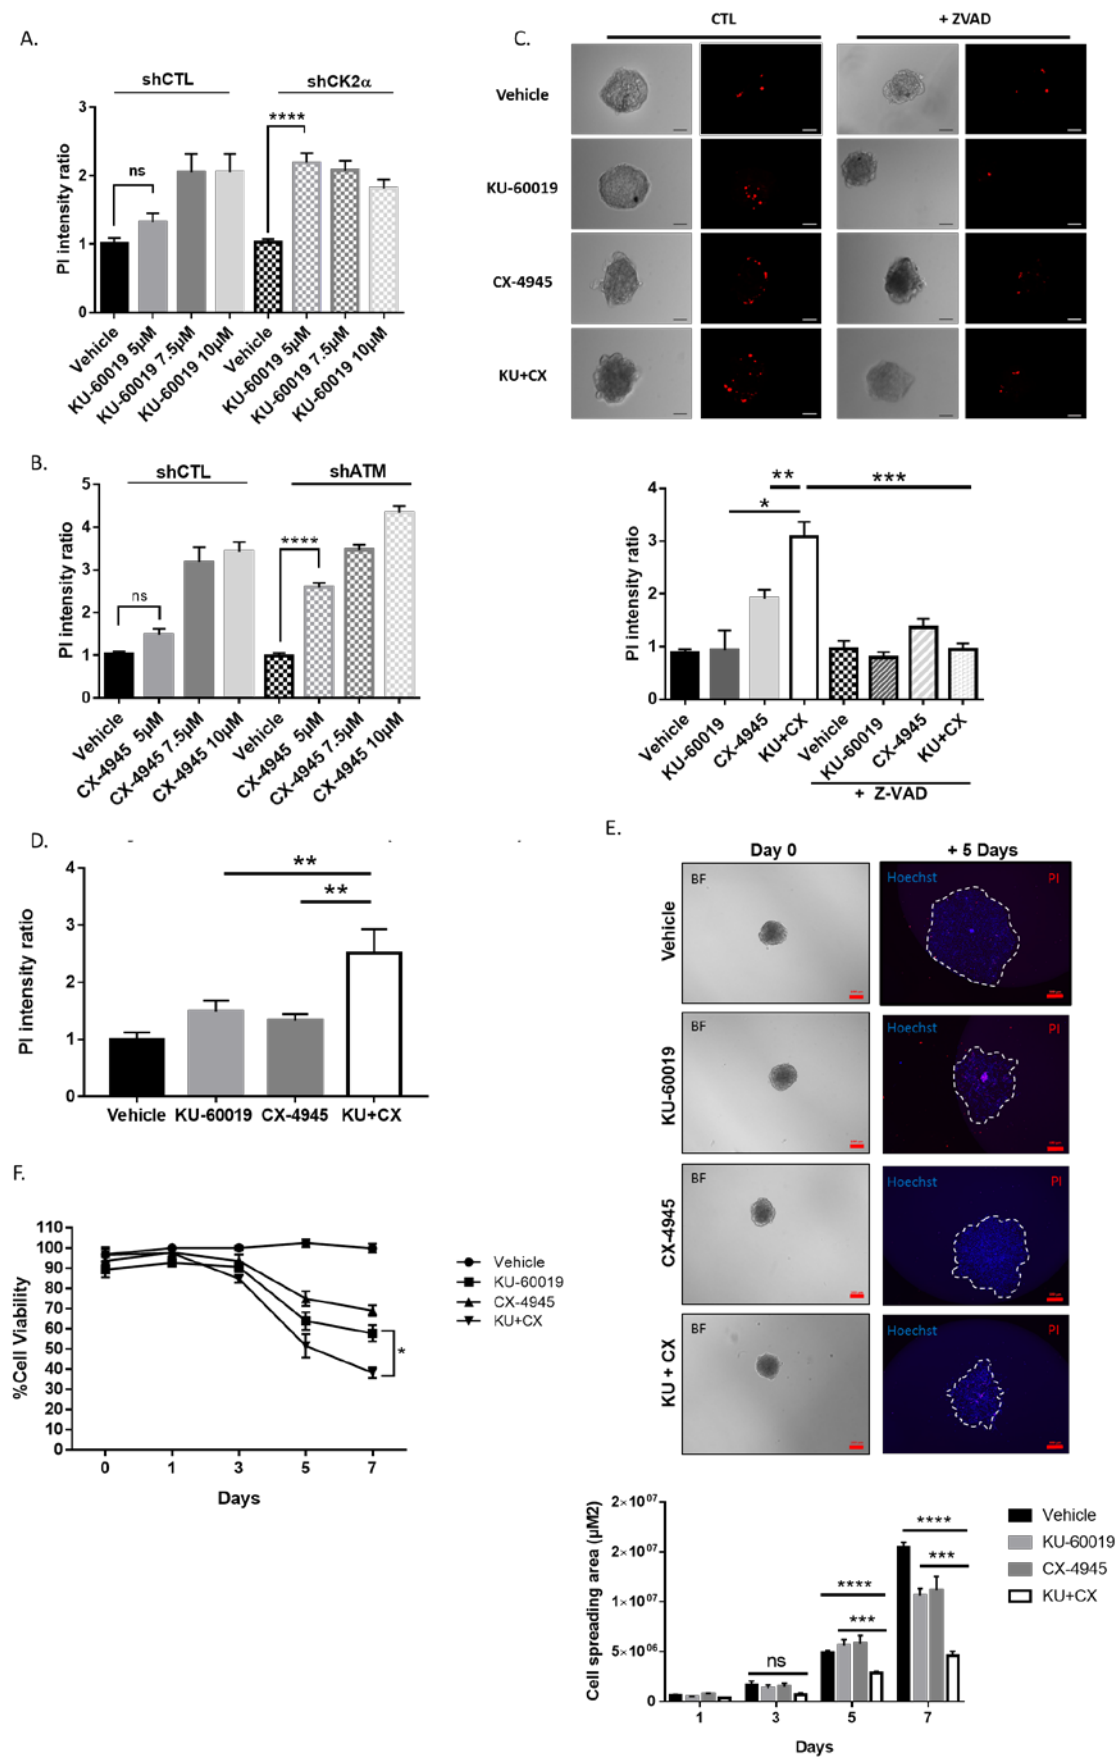 A.
shCTL
shCK2α
PI intensity ratio
3
2
1
0
ns
****
Vehicle
KU-60019 5µM
KU-60019 7.5µM
KU-60019 10µM
Vehicle
KU-60019 5µM
KU-60019 7.5µM
KU-60019 10µM
B.
shCTL
shATM
PI intensity ratio
5
4
3
2
1
0
ns
****
Vehicle
CX-4945 5µM
CX-4945 7.5µM
CX-4945 10µM
Vehicle
CX-4945 5µM
CX-4945 7.5µM
CX-4945 10µM
C.
CTL
+ ZVAD
Vehicle
KU-60019
CX-4945
KU+CX
PI intensity ratio
4
3
2
1
0
**
***
*
Vehicle
KU-60019
CX-4945
KU+CX
Vehicle
KU-60019
CX-4945
KU+CX
+ Z-VAD
D.
PI intensity ratio
4
3
2
1
0
**
**
Vehicle
KU-60019
CX-4945
KU+CX
E.
Day 0
+ 5 Days
Vehicle
BF
Hoechst
PI
KU-60019
BF
Hoechst
PI
CX-4945
BF
Hoechst
PI
KU + CX
BF
Hoechst
PI
Cell spreading area (µM2)
2×10⁰⁷
2×10⁰⁷
1×10⁰⁷
5×10⁰⁶
0
ns
****
***
****
***
1
3
5
7
Days
Vehicle
KU-60019
CX-4945
KU+CX
F.
%Cell Viability
110
100
90
80
70
60
50
40
30
20
10
0
*
0
1
3
5
7
Days
Vehicle
KU-60019
CX-4945
KU+CX